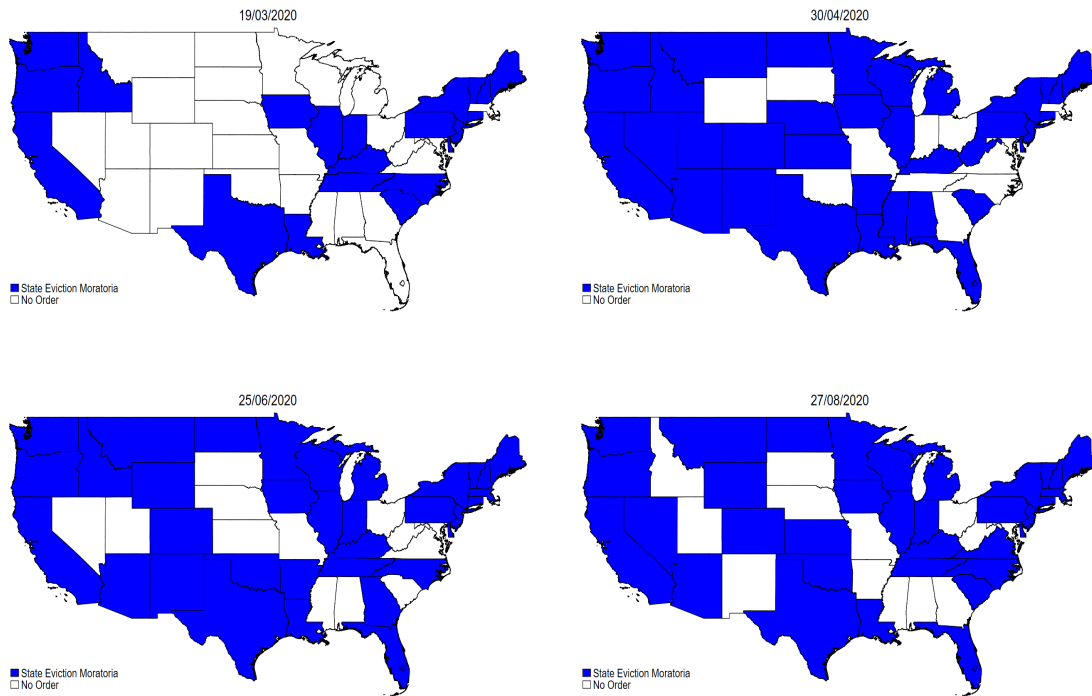 19/03/2020
State Eviction Moratoria
No Order
30/04/2020
State Eviction Moratoria
No Order
25/06/2020
State Eviction Moratoria
No Order
27/08/2020
State Eviction Moratoria
No Order